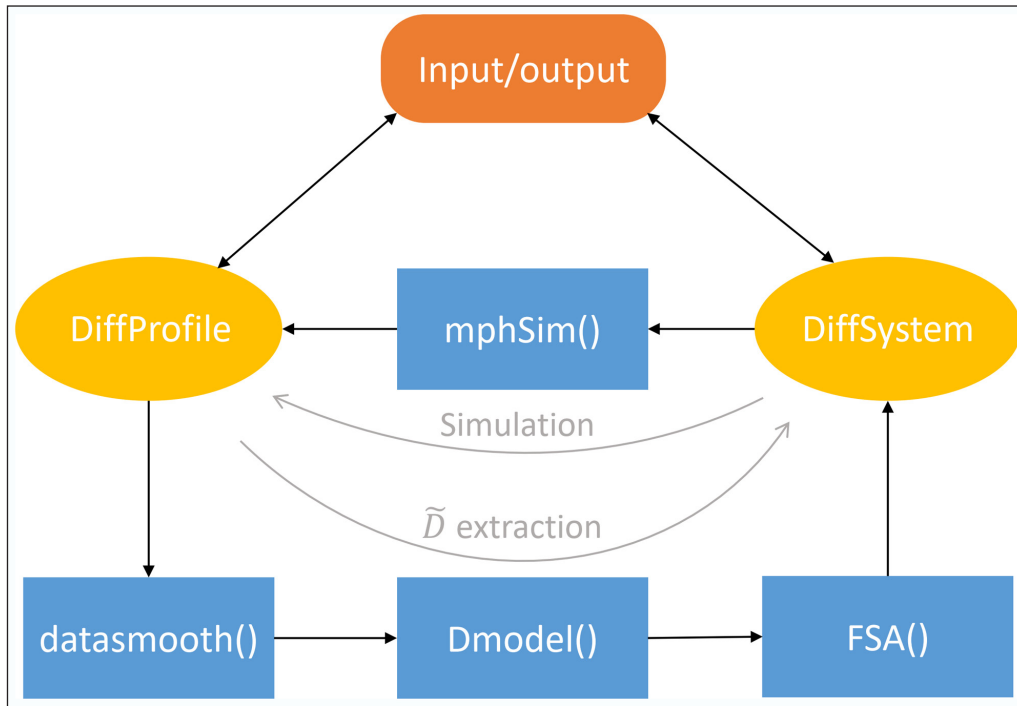 Input/output
DiffProfile
mphSim()
DiffSystem
Simulation
D̃ extraction
datasmooth()
Dmodel()
FSA()